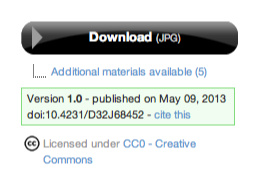 Download (JPG)
Additional materials available (5)
Version 1.0 - published on May 09, 2013
doi:10.4231/D32J68452 - cite this
cc Licensed under CC0 - Creative
Commons